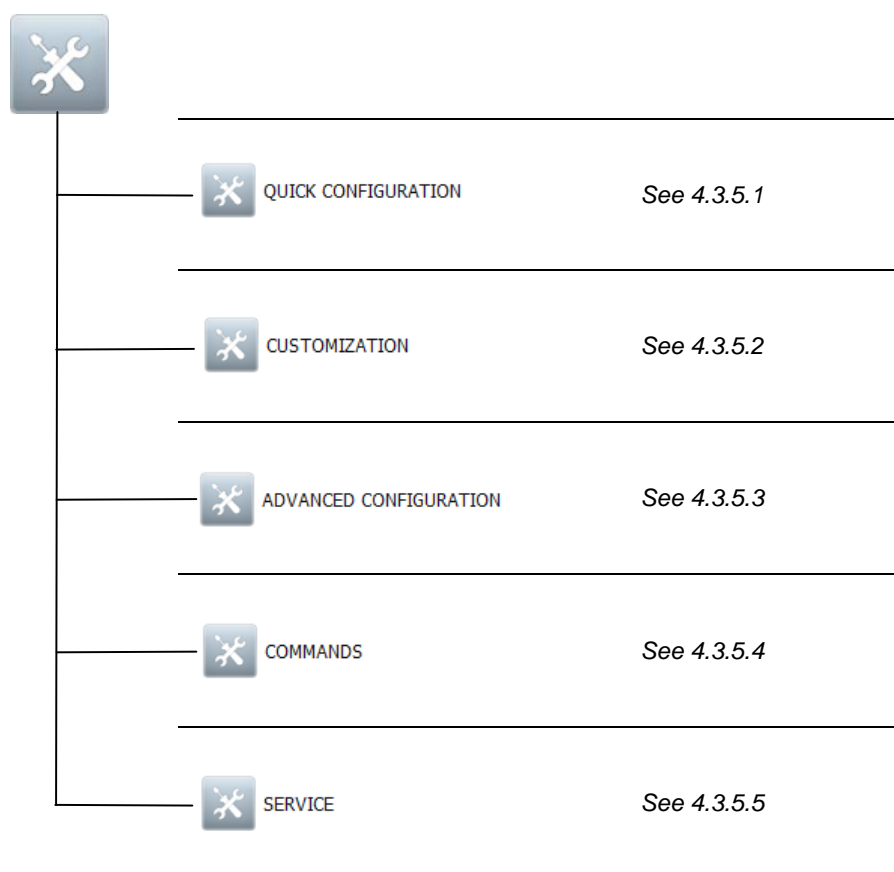 QUICK CONFIGURATION See 4.3.5.1
CUSTOMIZATION See 4.3.5.2
ADVANCED CONFIGURATION See 4.3.5.3
COMMANDS See 4.3.5.4
SERVICE See 4.3.5.5